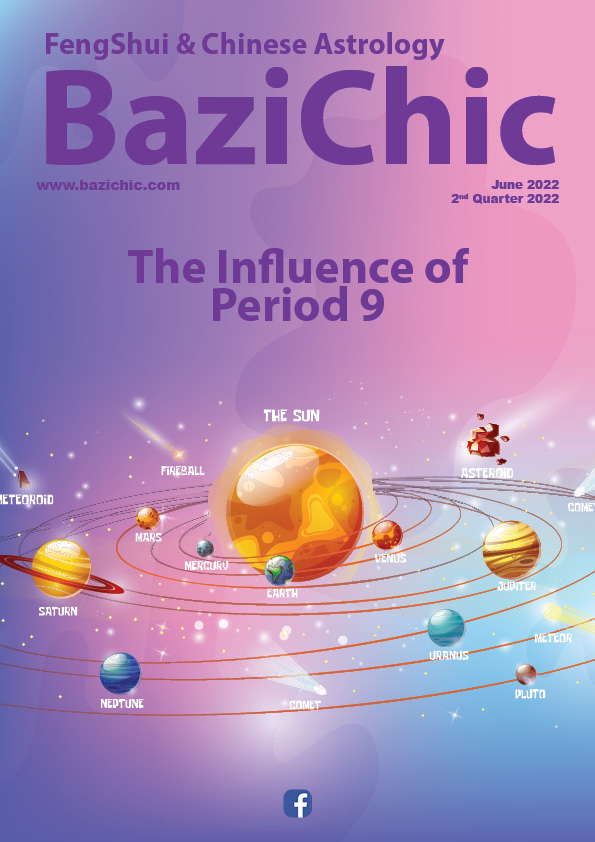 FengShui & Chinese Astrology
BaziChic
www.bazichic.com
June 2022
2nd Quarter 2022
The Influence of
Period 9
THE SUN
FIREBALL
ASTEROID
METEOROID
COMET
MARS
MERCURY
VENUS
EARTH
JUPITER
SATURN
METEOR
URANUS
PLUTO
NEPTUNE
COMET
f